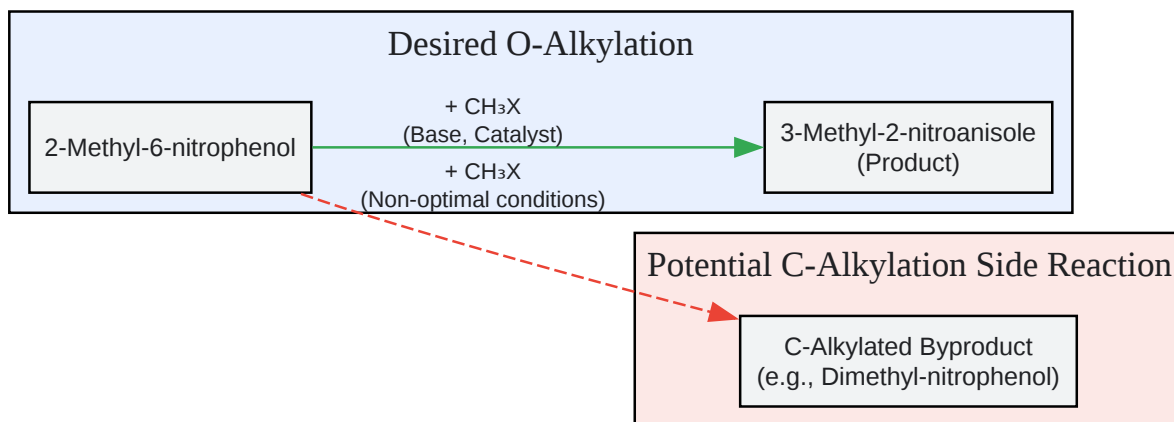 Desired O-Alkylation
+ CH₃X
(Base, Catalyst)
2-Methyl-6-nitrophenol
3-Methyl-2-nitroanisole
(Product)
+ CH₃X
(Non-optimal conditions)
Potential C-Alkylation Side Reaction
C-Alkylated Byproduct
(e.g., Dimethyl-nitrophenol)